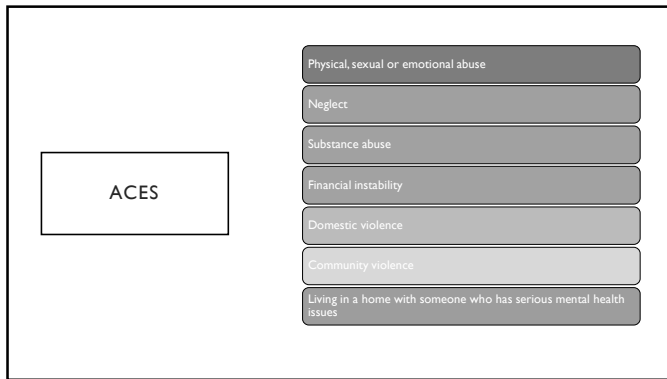 ACES
Physical, sexual or emotional abuse
Neglect
Substance abuse
Financial instability
Domestic violence
Community violence
Living in a home with someone who has serious mental health
issues